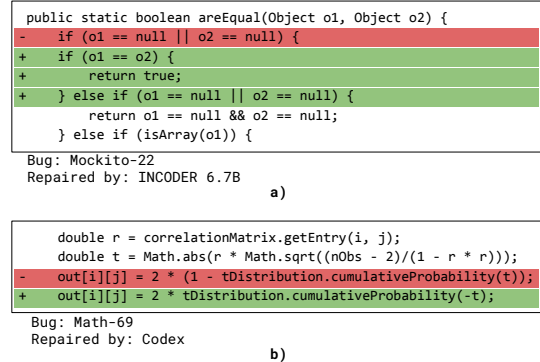 public static boolean areEqual(Object o1, Object o2) {
- if (o1 == null || o2 == null) {
+ if (o1 == o2) {
+ return true;
+ } else if (o1 == null || o2 == null) {
return o1 == null && o2 == null;
} else if (isArray(o1)) {
Bug: Mockito-22
Repaired by: INCODER 6.7B
a)
double r = correlationMatrix.getEntry(i, j);
double t = Math.abs(r * Math.sqrt((nObs - 2)/(1 - r * r)));
- out[i][j] = 2 * (1 - tDistribution.cumulativeProbability(t));
+ out[i][j] = 2 * tDistribution.cumulativeProbability(-t);
Bug: Math-69
Repaired by: Codex
b)